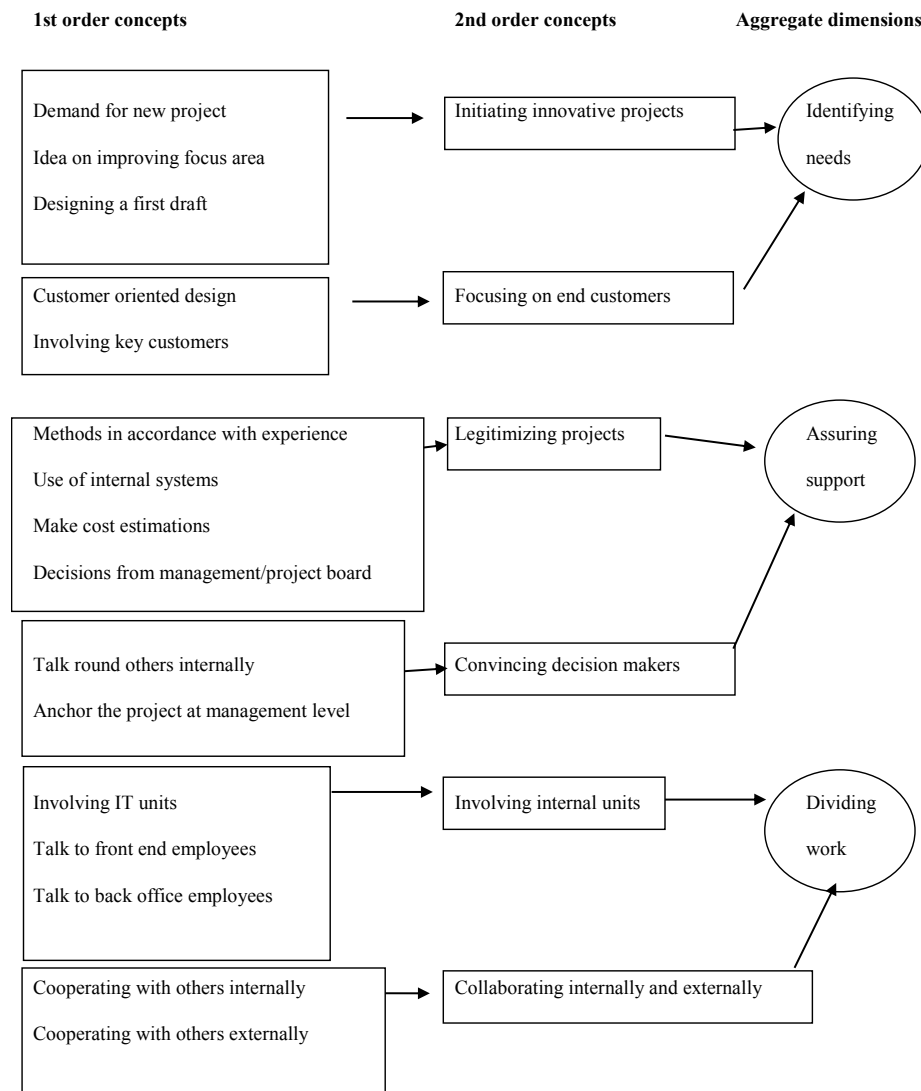 1st order concepts 2nd order concepts Aggregate dimensions
Demand for new project
Idea on improving focus area
Designing a first draft
Initiating innovative projects
Identifying
needs
Customer oriented design
Involving key customers
Focusing on end customers
Methods in accordance with experience
Use of internal systems
Make cost estimations
Decisions from management/project board
Legitimizing projects
Assuring
support
Talk round others internally
Anchor the project at management level
Convincing decision makers
Involving IT units
Talk to front end employees
Talk to back office employees
Involving internal units
Dividing
work
Cooperating with others internally
Cooperating with others externally
Collaborating internally and externally